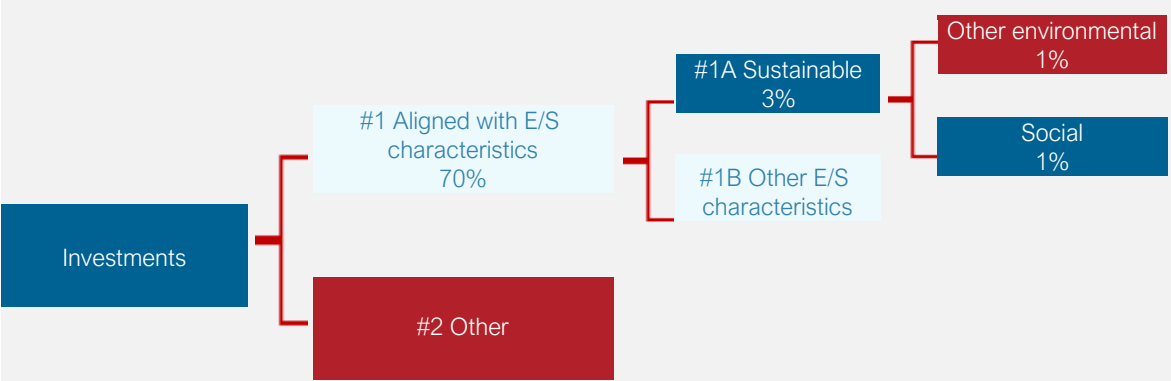 Investments
#1 Aligned with E/S
characteristics
70%
#2 Other
#1A Sustainable
3%
#1B Other E/S
characteristics
Other environmental
1%
Social
1%